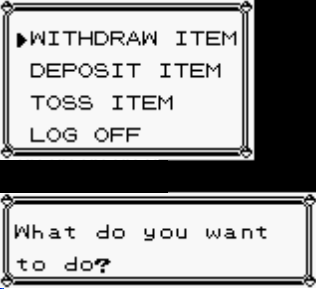 ▶WITHDRAW ITEM
DEPOSIT ITEM
TOSS ITEM
LOG OFF
What do you want
to do?